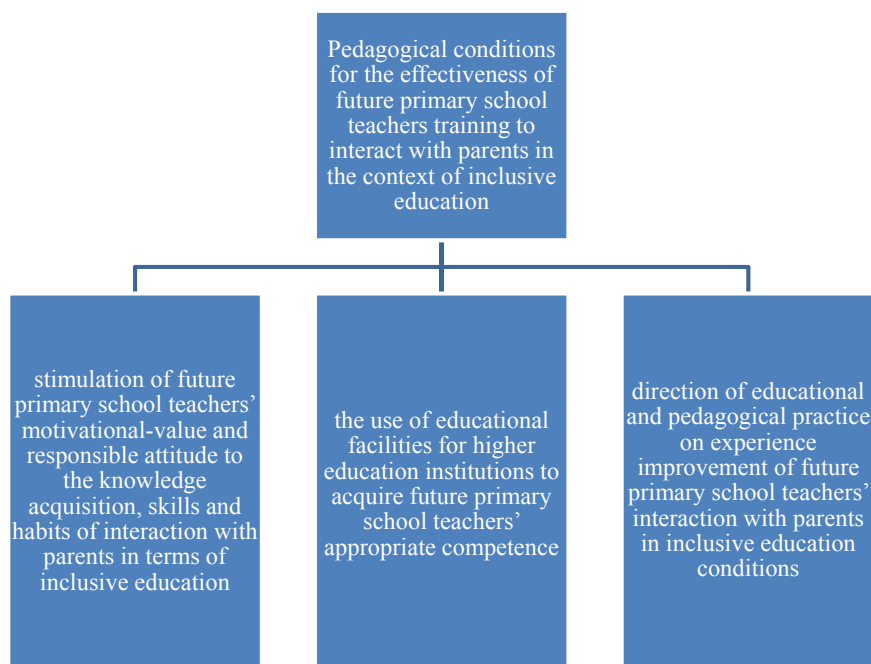 Pedagogical conditions
for the effectiveness of
future primary school
teachers training to
interact with parents in
the context of inclusive
education
stimulation of future
primary school teachers’
motivational-value and
responsible attitude to
the knowledge
acquisition, skills and
habits of interaction with
parents in terms of
inclusive education
the use of educational
facilities for higher
education institutions to
acquire future primary
school teachers’
appropriate competence
direction of educational
and pedagogical practice
on experience
improvement of future
primary school teachers’
interaction with parents
in inclusive education
conditions